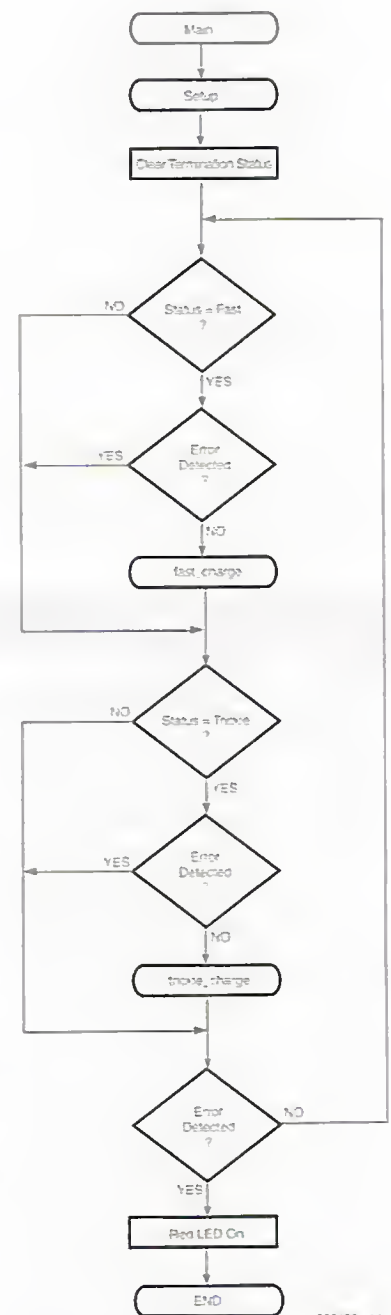 Main
Setup
Clear Termination Status
Status = Fast
?
NO
YES
Error
Detected
?
YES
NO
fast_charge
Status = Trickle
?
NO
YES
Error
Detected
?
YES
NO
trickle_charge
Error
Detected
?
NO
YES
Red LED On
END